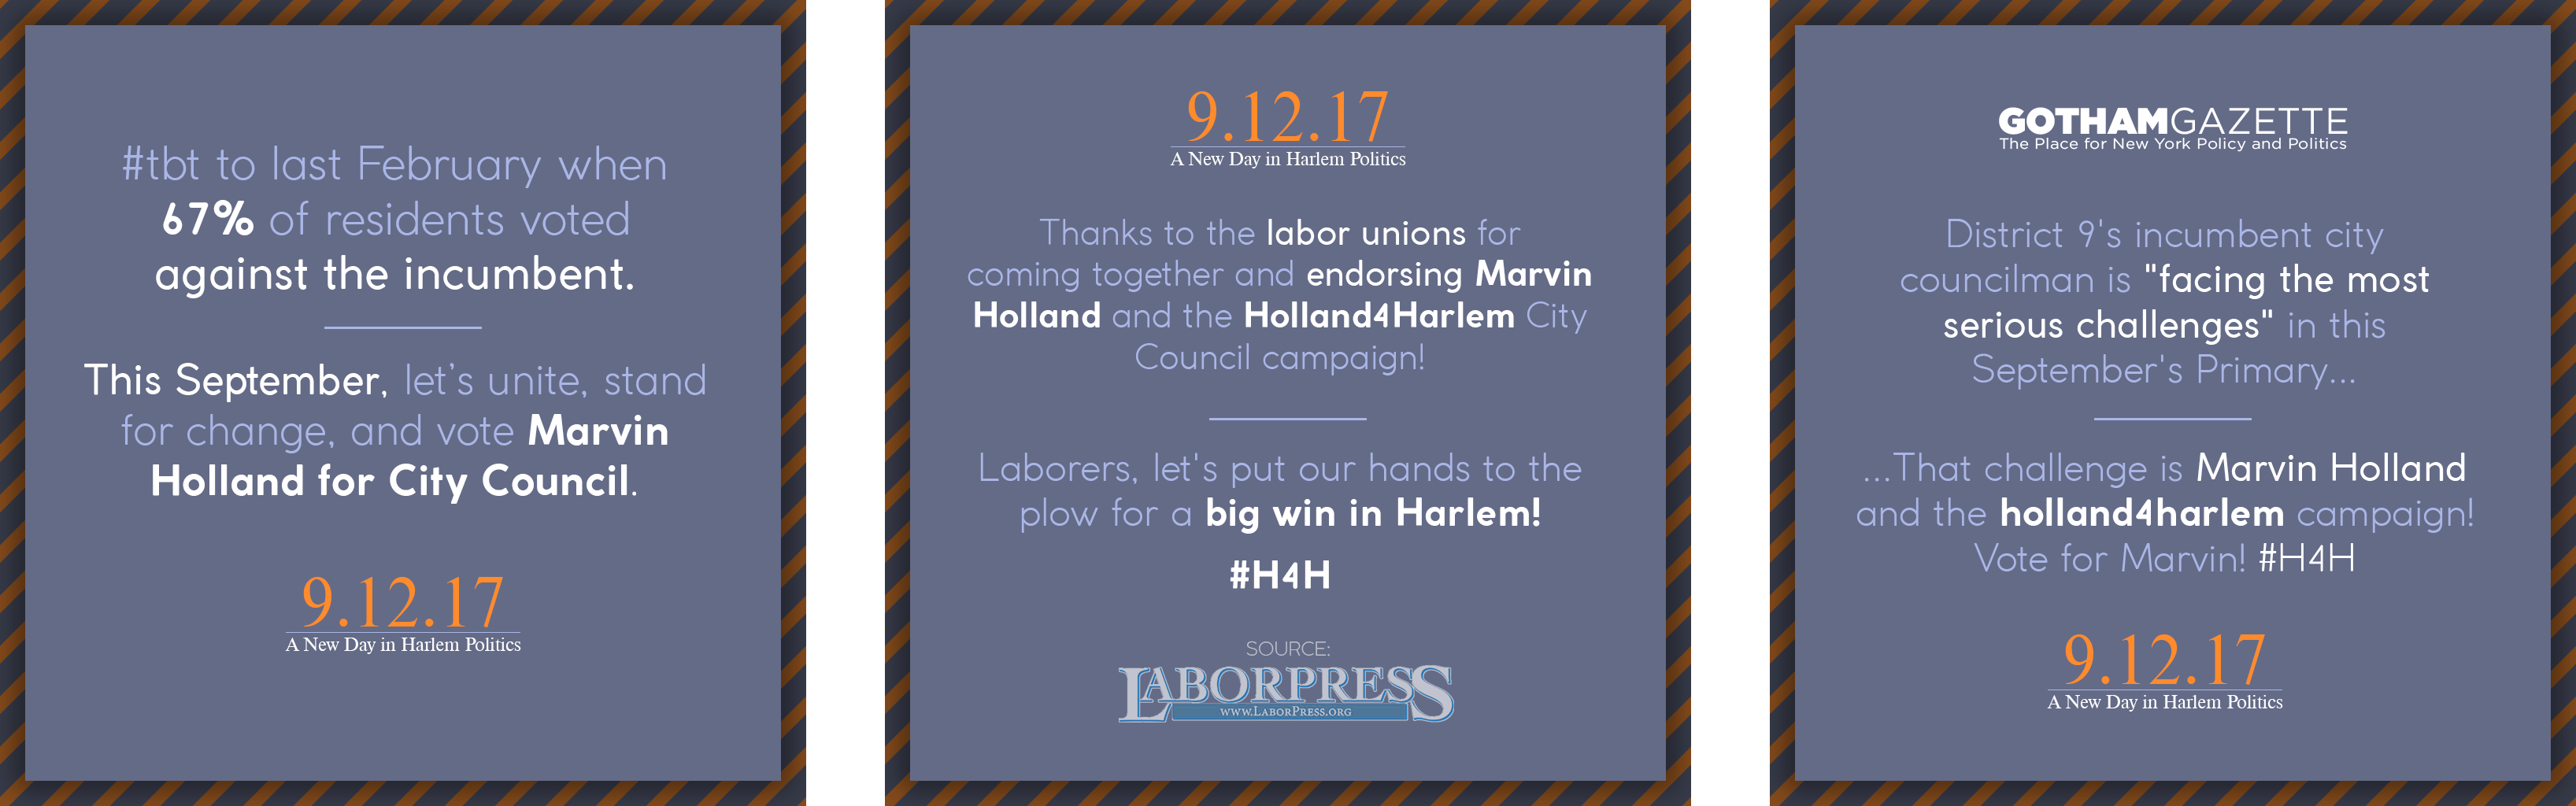 #tbt to last February when
67% of residents voted
against the incumbent.
This September, let’s unite, stand
for change, and vote Marvin
Holland for City Council.
9.12.17
A New Day in Harlem Politics
9.12.17
A New Day in Harlem Politics
Thanks to the labor unions for
coming together and endorsing Marvin
Holland and the Holland4Harlem City
Council campaign!
Laborers, let's put our hands to the
plow for a big win in Harlem!
#H4H
SOURCE:
LABORPRESS
WWW.LABORPRESS.ORG
GOTHAMGAZETTE
The Place for New York Policy and Politics
District 9's incumbent city
councilman is "facing the most
serious challenges" in this
September's Primary...
...That challenge is Marvin Holland
and the holland4harlem campaign!
Vote for Marvin! #H4H
9.12.17
A New Day in Harlem Politics